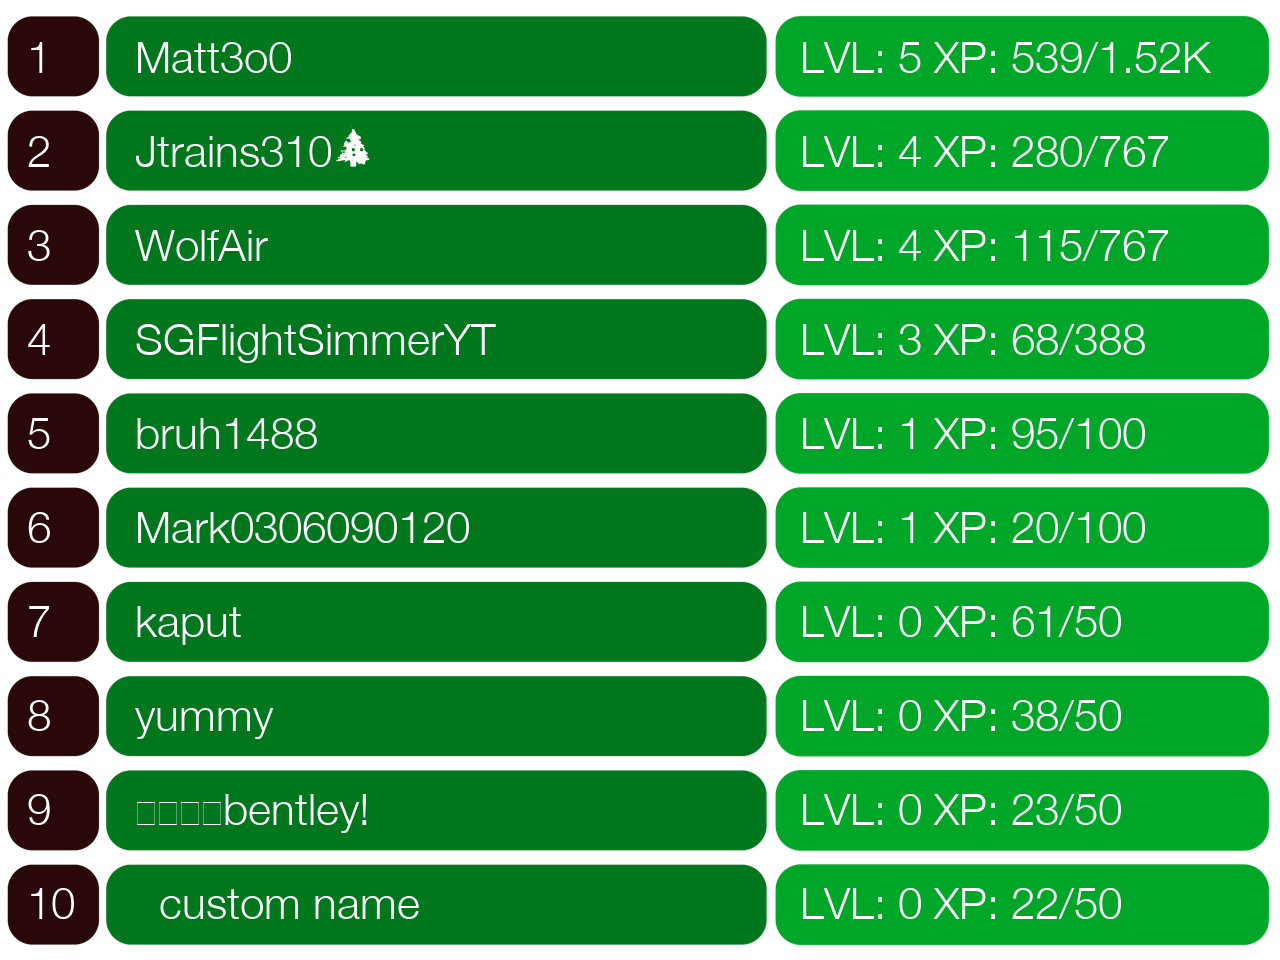 1 Matt3o0 LVL: 5 XP: 539/1.52K
2 Jtrains310🌲 LVL: 4 XP: 280/767
3 WolfAir LVL: 4 XP: 115/767
4 SGFlightSimmerYT LVL: 3 XP: 68/388
5 bruh1488 LVL: 1 XP: 95/100
6 Mark0306090120 LVL: 1 XP: 20/100
7 kaput LVL: 0 XP: 61/50
8 yummy LVL: 0 XP: 38/50
9 □□□□bentley! LVL: 0 XP: 23/50
10 custom name LVL: 0 XP: 22/50